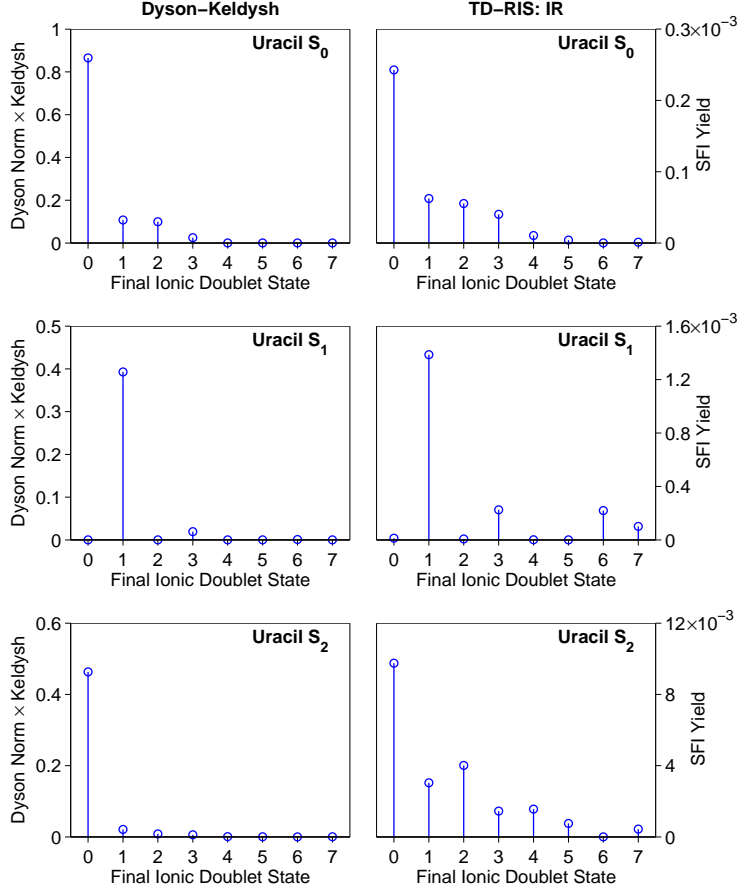 Dyson−Keldysh
TD−RIS: IR
Uracil S0
Dyson Norm × Keldysh
0 0.2 0.4 0.6 0.8 1
0 1 2 3 4 5 6 7
Final Ionic Doublet State
Uracil S0
SFI Yield
0 0.1 0.2 0.3×10−3
0 1 2 3 4 5 6 7
Final Ionic Doublet State
Uracil S1
Dyson Norm × Keldysh
0 0.1 0.2 0.3 0.4 0.5
0 1 2 3 4 5 6 7
Final Ionic Doublet State
Uracil S1
SFI Yield
0 0.4 0.8 1.2 1.6×10−3
0 1 2 3 4 5 6 7
Final Ionic Doublet State
Uracil S2
Dyson Norm × Keldysh
0 0.2 0.4 0.6
0 1 2 3 4 5 6 7
Final Ionic Doublet State
Uracil S2
SFI Yield
0 4 8 12×10−3
0 1 2 3 4 5 6 7
Final Ionic Doublet State